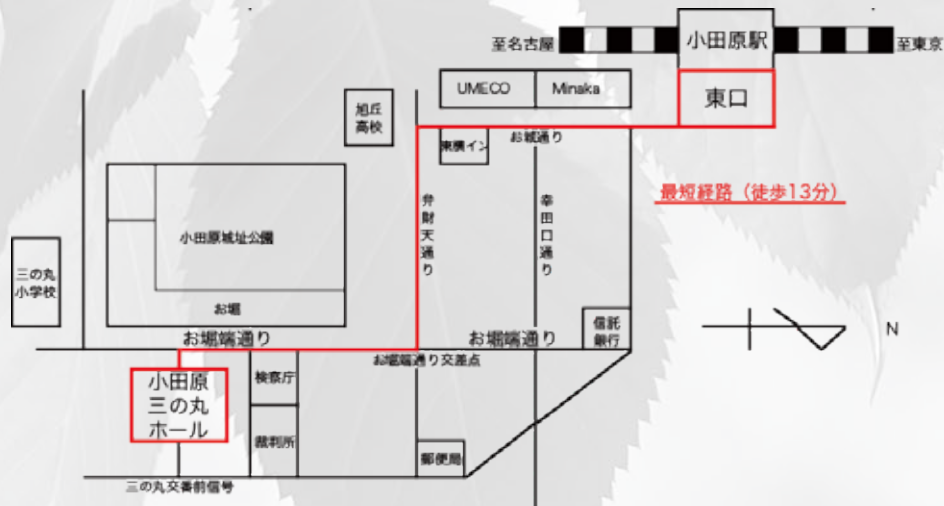 至名古屋
小田原駅
至東京
東口
UMECO
Minaka
旭丘
高校
東横イン
お城通り
最短経路（徒歩13分）
弁財天通り
幸田口通り
小田原城址公園
三の丸
小学校
お堀
信託
銀行
N
お堀端通り
お堀端通り
お堀端通り交差点
小田原
三の丸
ホール
検察庁
裁判所
郵便局
三の丸交番前信号